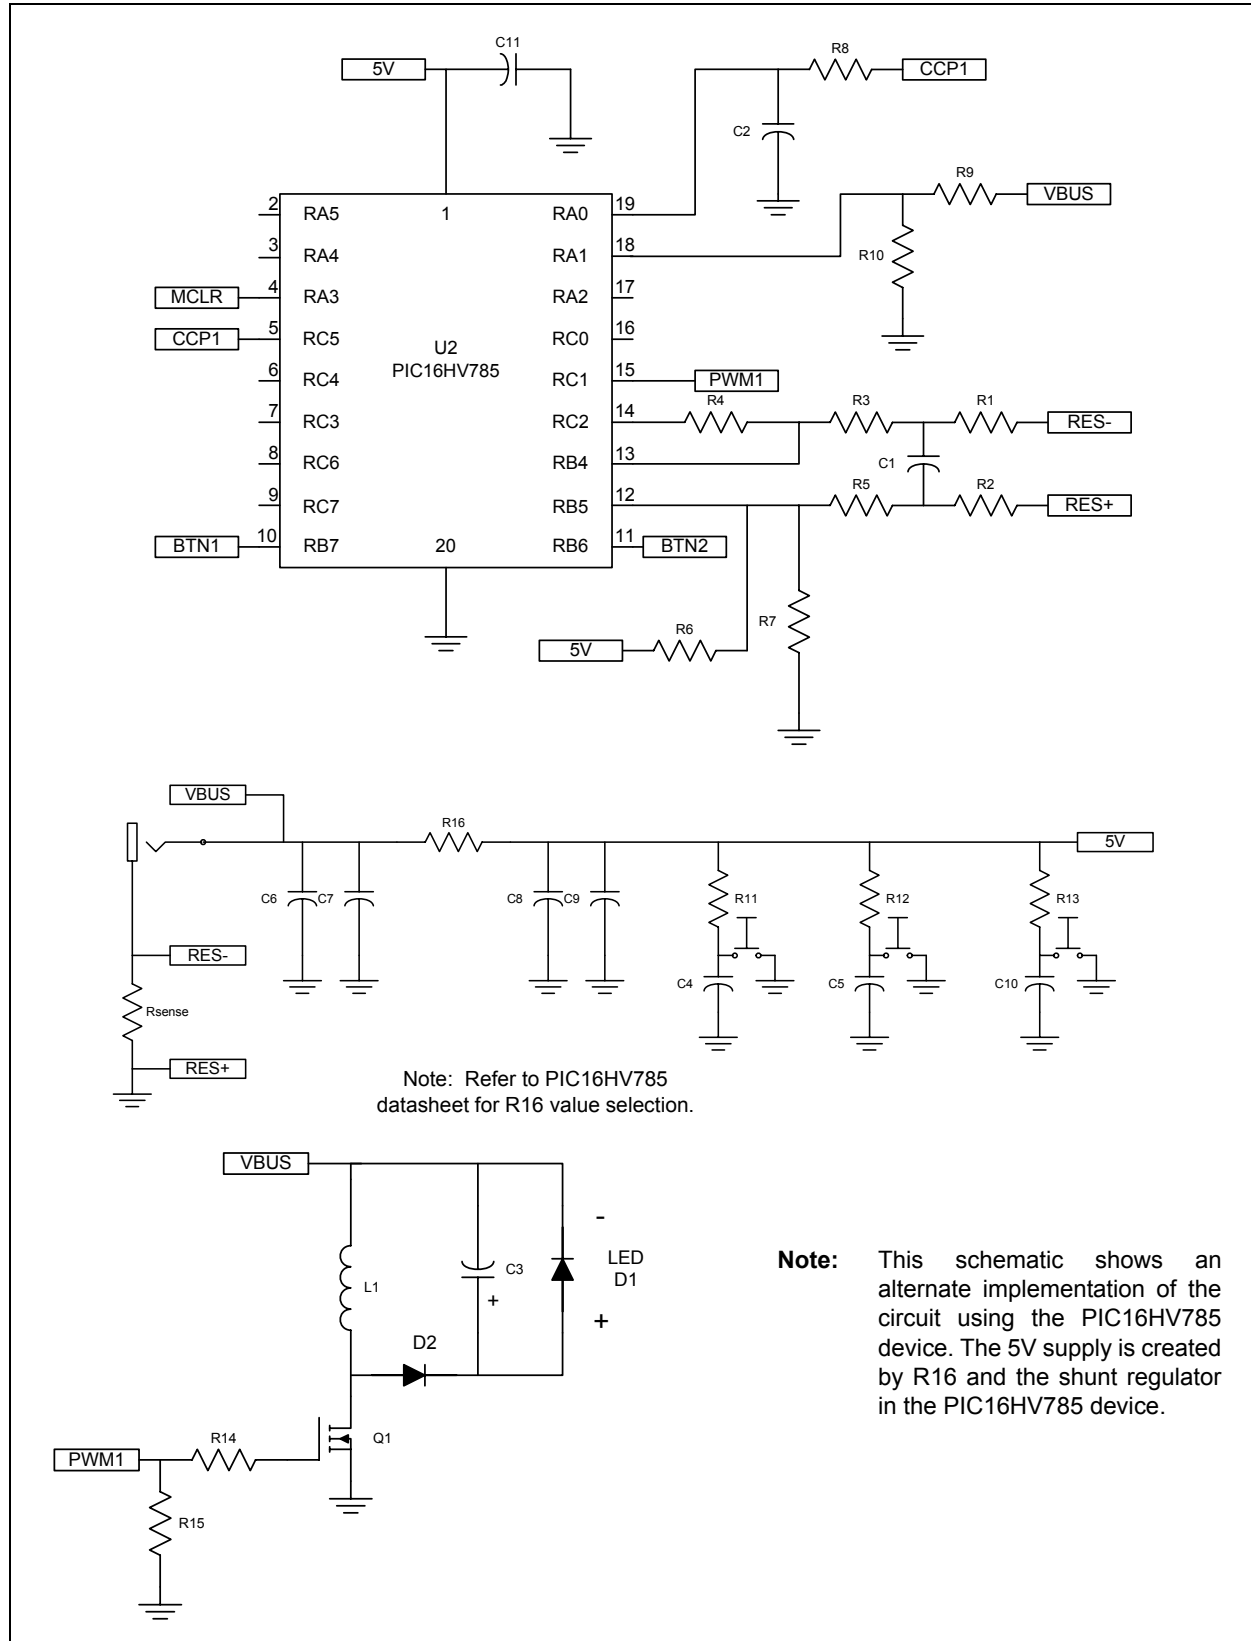 C11
5V
R8
CCP1
C2
R9
VBUS
R10
2 RA5 1 RA0 19
3 RA4 RA1 18
MCLR 4 RA3 RA2 17
CCP1 5 RC5 RC0 16
U2
PIC16HV785
6 RC4 RC1 15 PWM1
7 RC3 RC2 14 R4 R3 R1 RES-
8 RC6 RB4 13 C1
9 RC7 RB5 12 R5 R2 RES+
BTN1 10 RB7 20 RB6 11 BTN2
R7
5V R6
VBUS
R16
5V
C6 C7 C8 C9 R11 R12 R13
RES-
C4 C5 C10
Rsense
RES+
Note: Refer to PIC16HV785
datasheet for R16 value selection.
VBUS
-
LED
D1
C3
L1
+
+
D2
R14
Q1
PWM1
R15
Note: This schematic shows an
alternate implementation of the
circuit using the PIC16HV785
device. The 5V supply is created
by R16 and the shunt regulator
in the PIC16HV785 device.